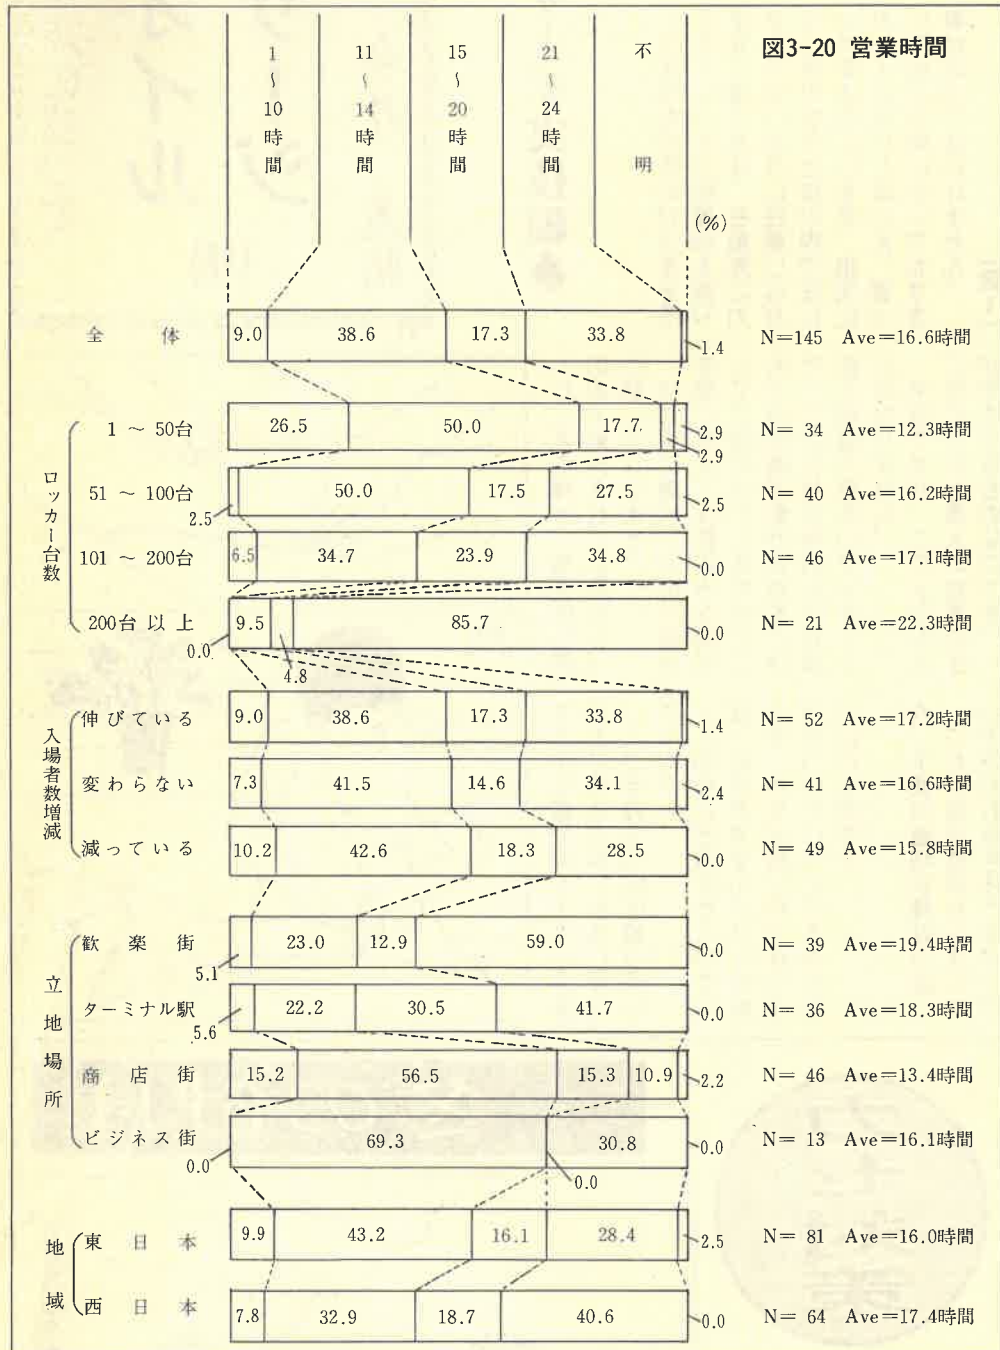 図3-20 営業時間
1～10時間
11～14時間
15～20時間
21～24時間
不明
(%)
全体 9.0 38.6 17.3 33.8 1.4 N=145 Ave=16.6時間
ロッカー台数
1～50台 26.5 50.0 17.7 2.9 2.9 N= 34 Ave=12.3時間
51～100台 2.5 50.0 17.5 27.5 2.5 N= 40 Ave=16.2時間
101～200台 6.5 34.7 23.9 34.8 0.0 N= 46 Ave=17.1時間
200台以上 0.0 9.5 4.8 85.7 0.0 N= 21 Ave=22.3時間
入場者数増減
伸びている 9.0 38.6 17.3 33.8 1.4 N= 52 Ave=17.2時間
変わらない 7.3 41.5 14.6 34.1 2.4 N= 41 Ave=16.6時間
減っている 10.2 42.6 18.3 28.5 0.0 N= 49 Ave=15.8時間
立地場所
歓楽街 5.1 23.0 12.9 59.0 0.0 N= 39 Ave=19.4時間
ターミナル駅 5.6 22.2 30.5 41.7 0.0 N= 36 Ave=18.3時間
商店街 15.2 56.5 15.3 10.9 2.2 N= 46 Ave=13.4時間
ビジネス街 0.0 69.3 0.0 30.8 0.0 N= 13 Ave=16.1時間
地域
東日本 9.9 43.2 16.1 28.4 2.5 N= 81 Ave=16.0時間
西日本 7.8 32.9 18.7 40.6 0.0 N= 64 Ave=17.4時間